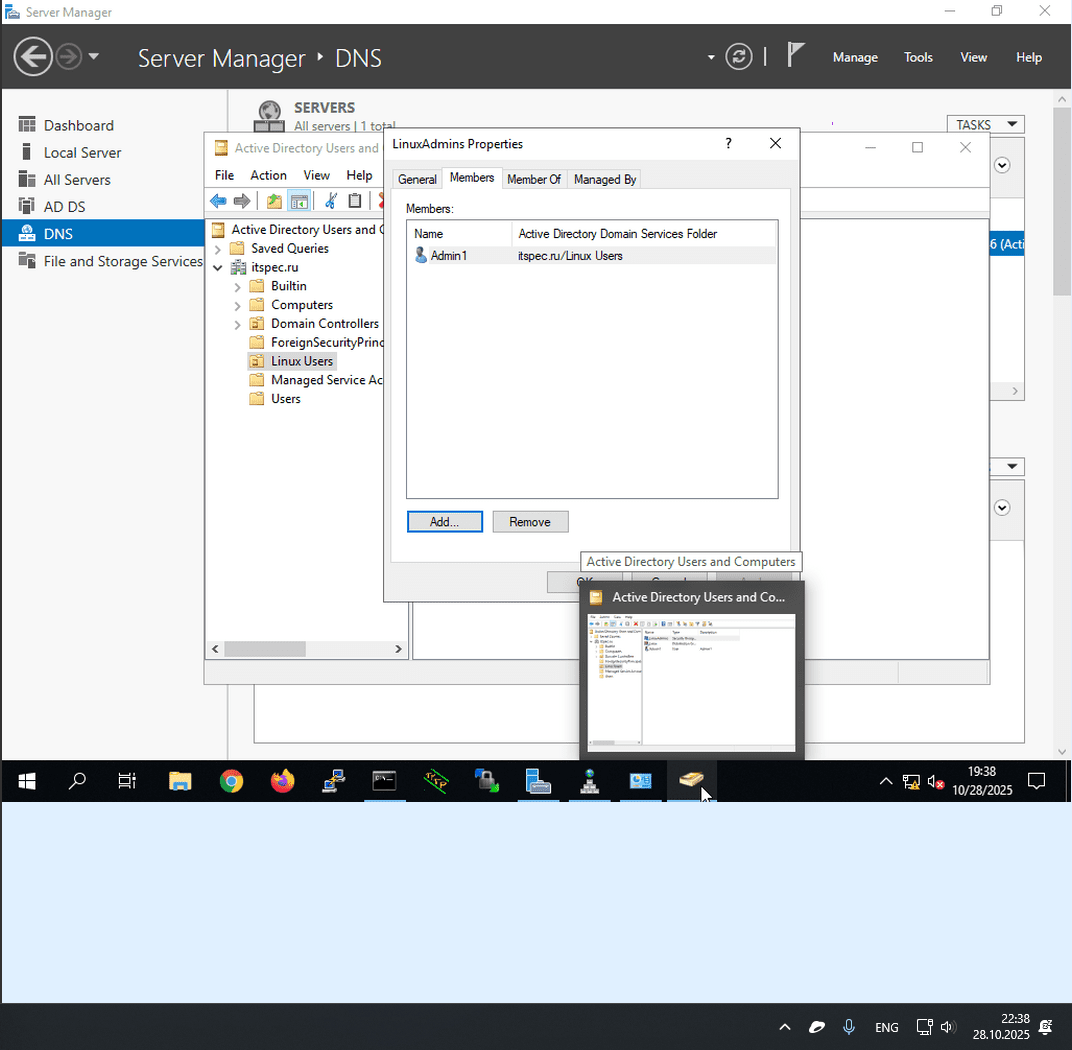 Server Manager
Server Manager • DNS
Manage Tools View Help
Dashboard
Local Server
All Servers
AD DS
DNS
File and Storage Services
SERVERS
All servers | 1 total
TASKS
Active Directory Users and
File Action View Help
Active Directory Users and C
Saved Queries
itspec.ru
Builtin
Computers
Domain Controllers
ForeignSecurityPrinc
Linux Users
Managed Service Ac
Users
LinuxAdmins Properties
?
General Members Member Of Managed By
Members:
Name Active Directory Domain Services Folder
Admin1 itspec.ru/Linux Users
Add... Remove
6 (Acti
Active Directory Users and Computers
Active Directory Users and Co...
19:38
10/28/2025
ENG
22:38
28.10.2025